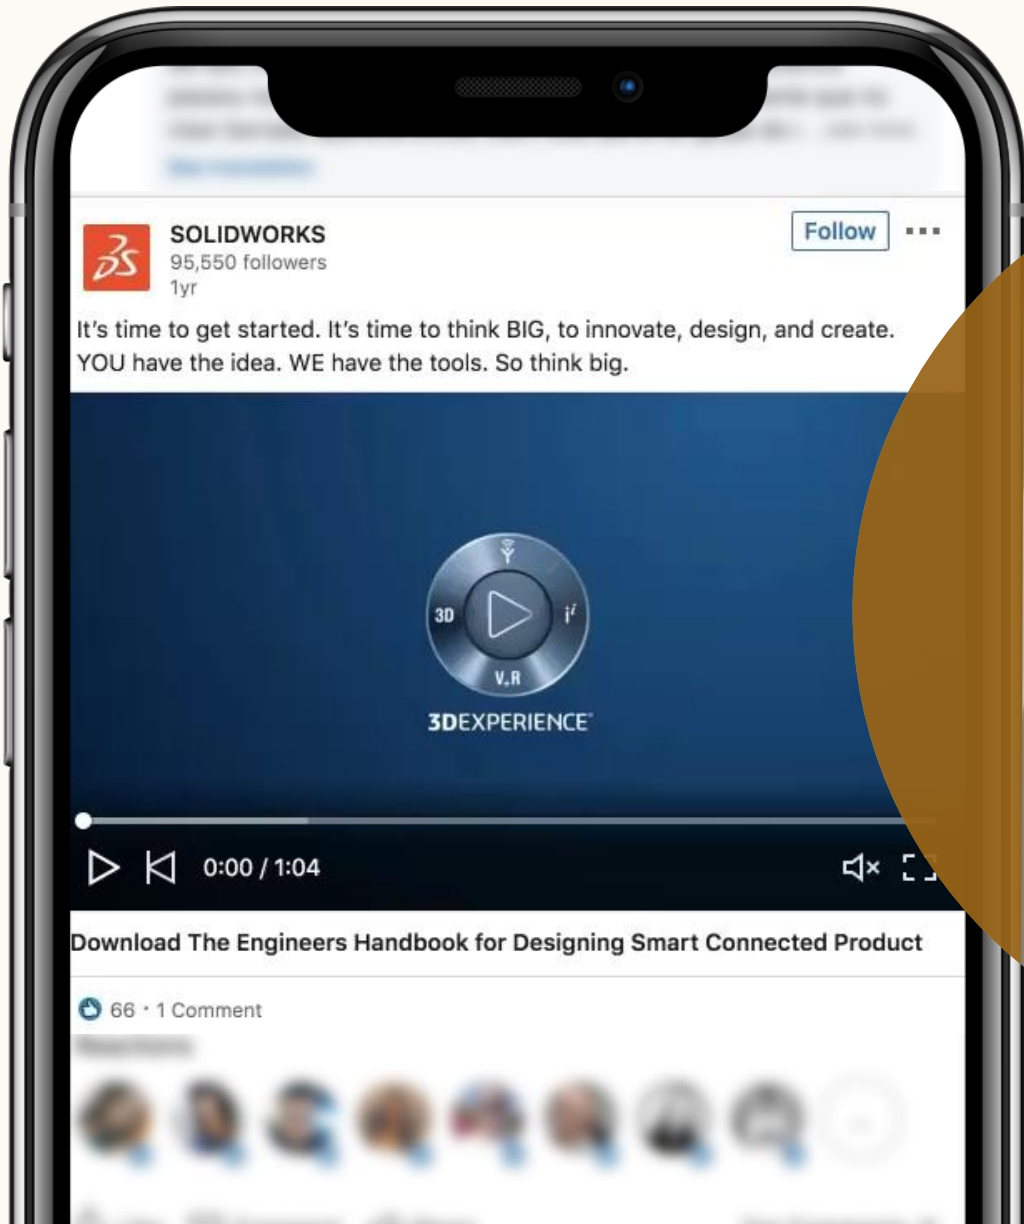 SOLIDWORKS
Follow
95,550 followers
1yr
It's time to get started. It's time to think BIG, to innovate, design, and create.
YOU have the idea. WE have the tools. So think big.
3D
V,R
3DEXPERIENCE
0:00 / 1:04
Download The Engineers Handbook for Designing Smart Connected Product
66 · 1 Comment
Reactions